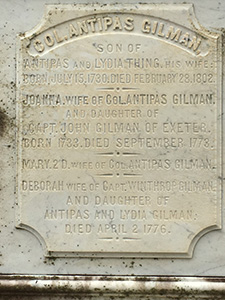 COL. ANTIPAS GILMAN,
SON OF
ANTIPAS AND LYDIA THING, HIS WIFE.
BORN JULY 15, 1730. DIED FEBRUARY 28, 1802.
JOANNA, WIFE OF COL. ANTIPAS GILMAN,
AND DAUGHTER OF
CAPT. JOHN GILMAN OF EXETER.
BORN 1733. DIED SEPTEMBER, 1773.
MARY, 2D. WIFE OF COL. ANTIPAS GILMAN.
DEBORAH WIFE OF CAPT. WINTHROP GILMAN,
AND DAUGHTER OF
ANTIPAS AND LYDIA GILMAN,
DIED APRIL 2, 1776.